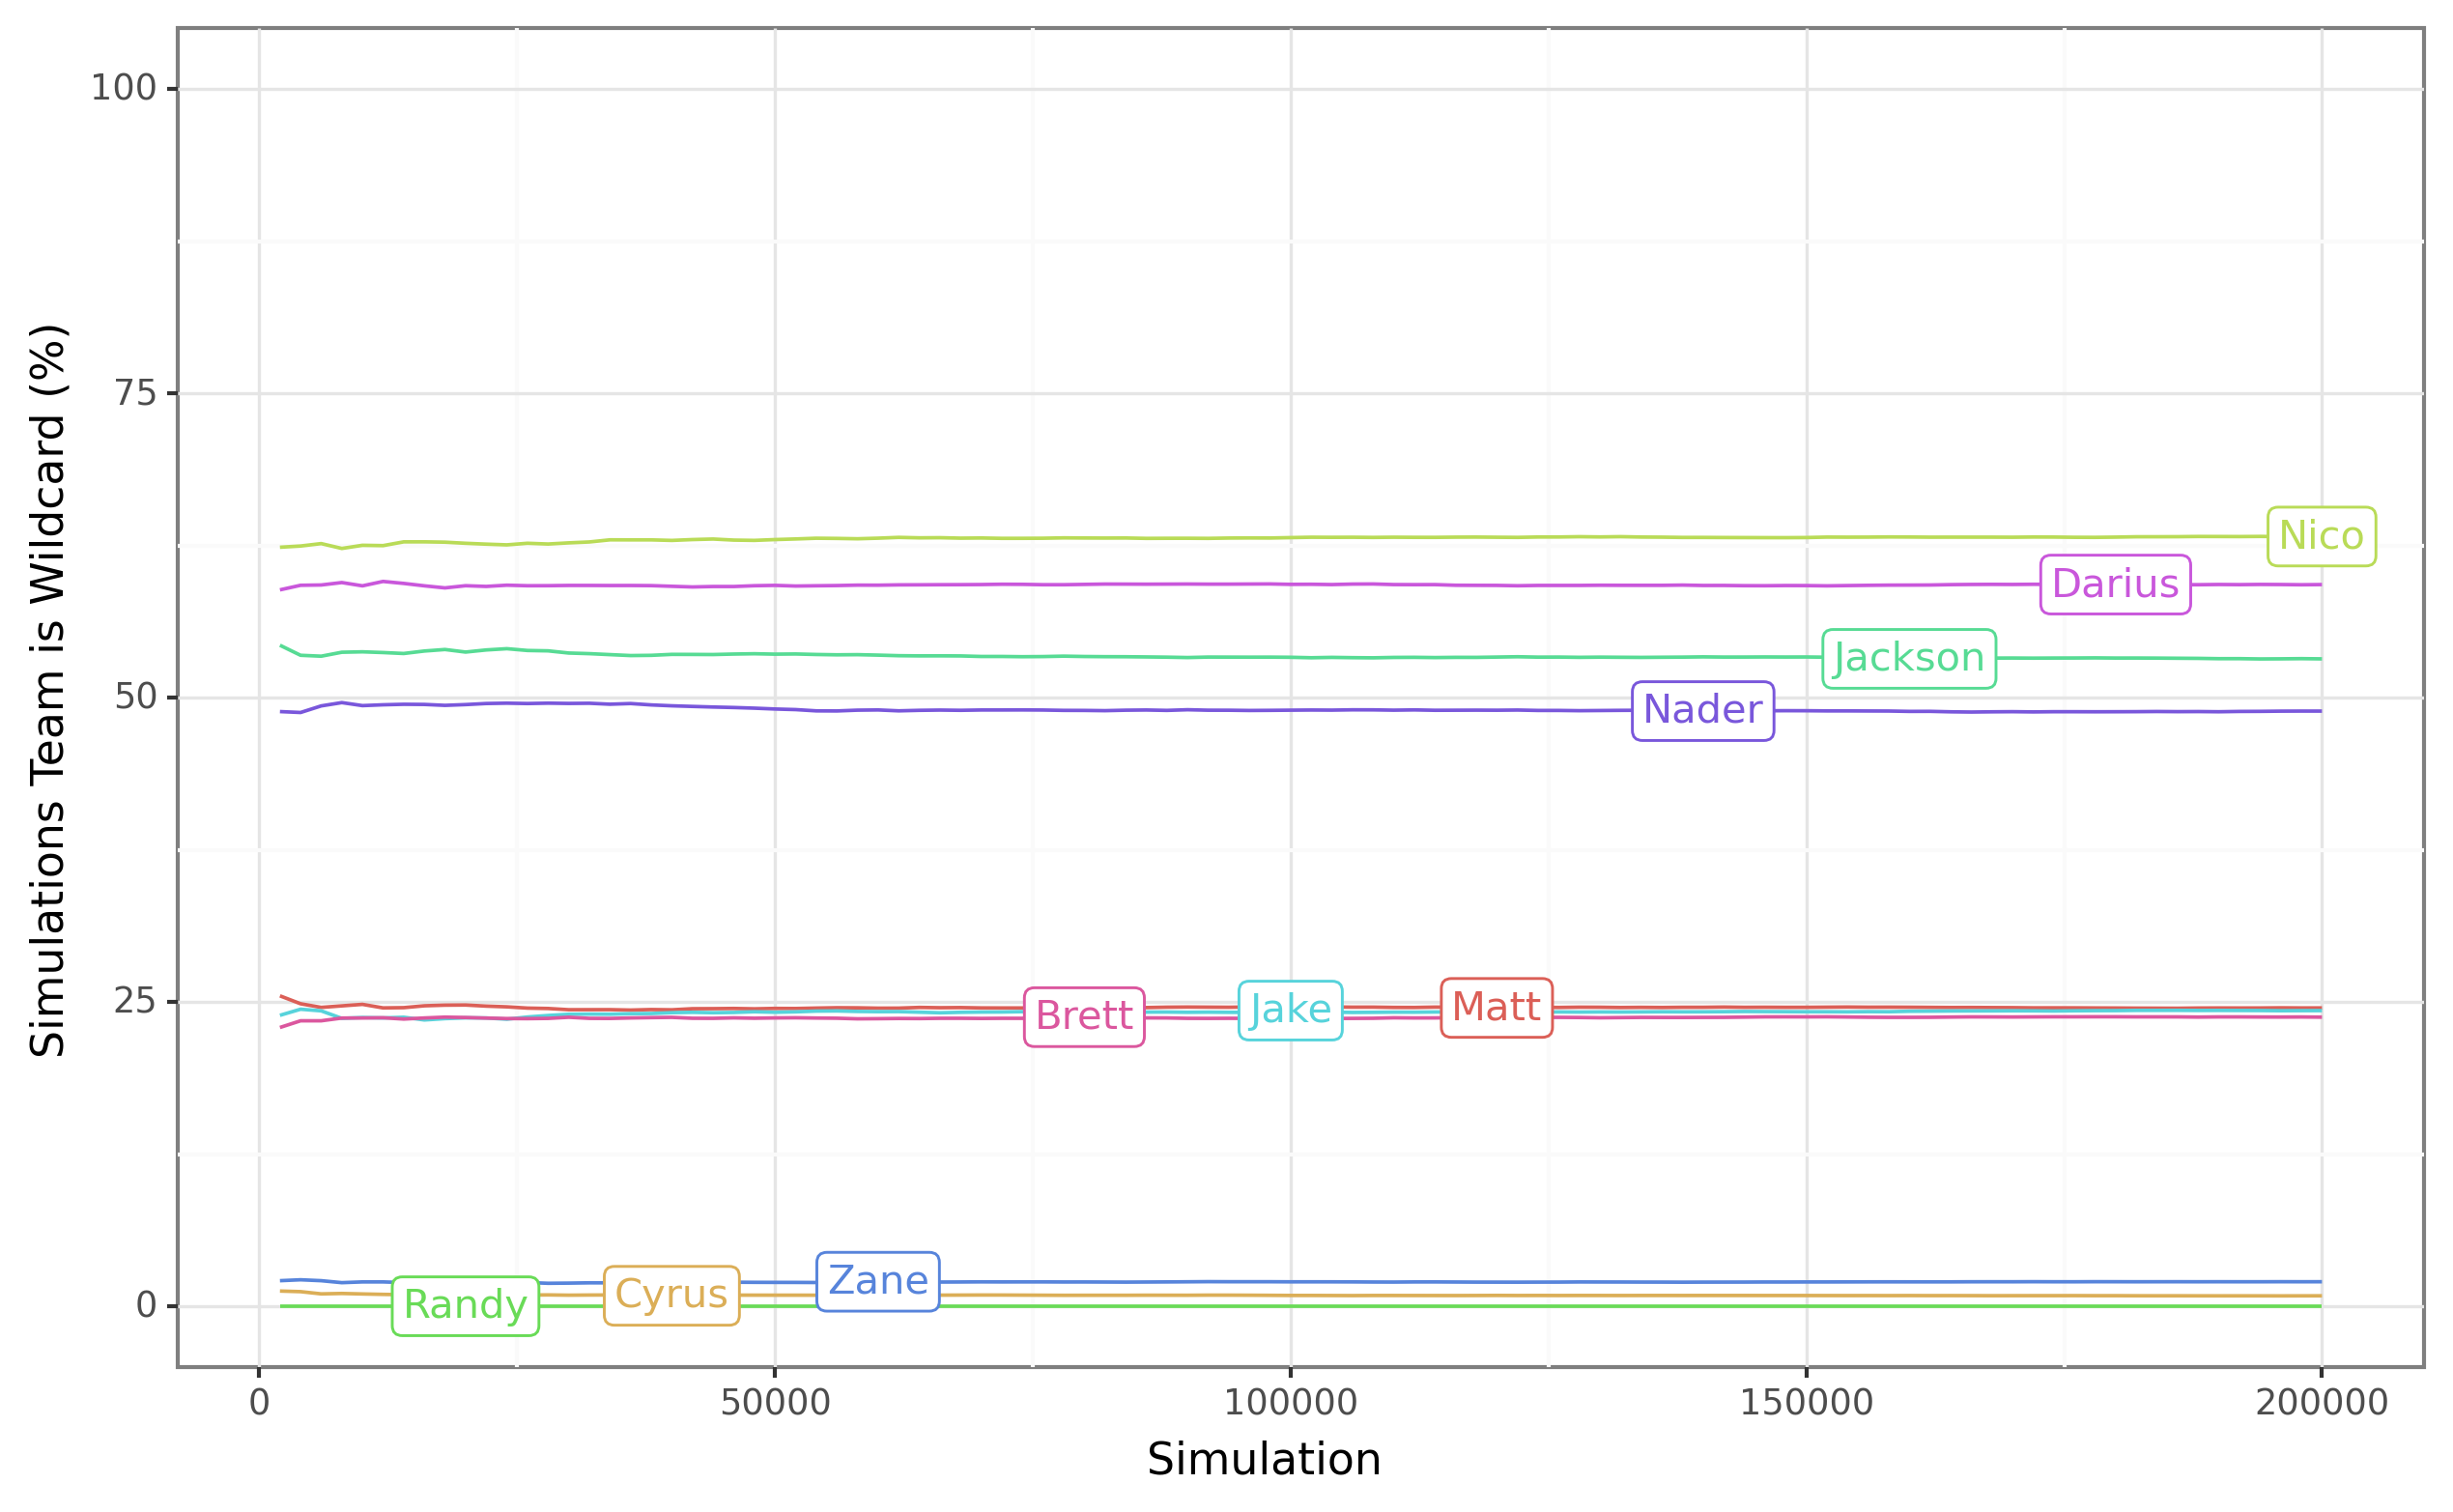 Simulations Team is Wildcard (%)
100
75
50
25
0
Nico
Darius
Jackson
Nader
Matt
Jake
Brett
Zane
Cyrus
Randy
0
50000
100000
150000
200000
Simulation